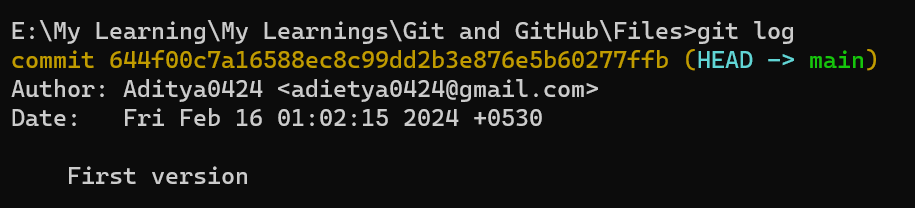 E:\My Learning\My Learnings\Git and GitHub\Files>git log
commit 644f00c7a16588ec8c99dd2b3e876e5b60277ffb (HEAD -> main)
Author: Aditya0424 <adietya0424@gmail.com>
Date:   Fri Feb 16 01:02:15 2024 +0530
    First version